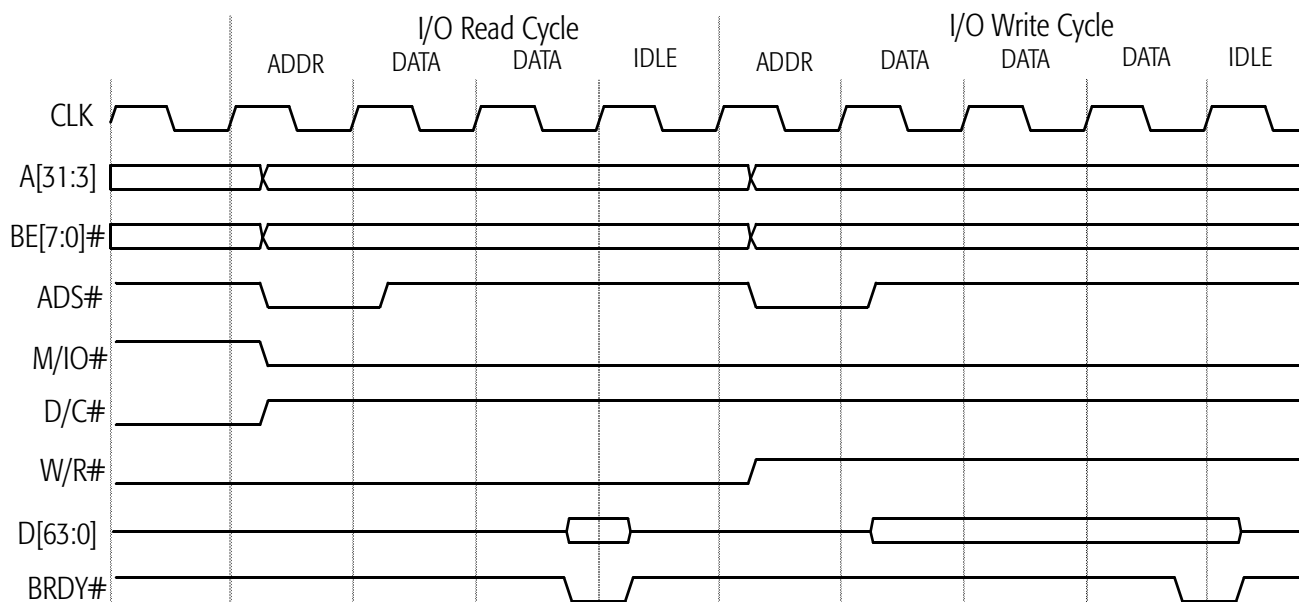 I/O Read Cycle I/O Write Cycle
ADDR DATA DATA IDLE ADDR DATA DATA DATA IDLE
CLK
A[31:3]
BE[7:0]#
ADS#
M/IO#
D/C#
W/R#
D[63:0]
BRDY#